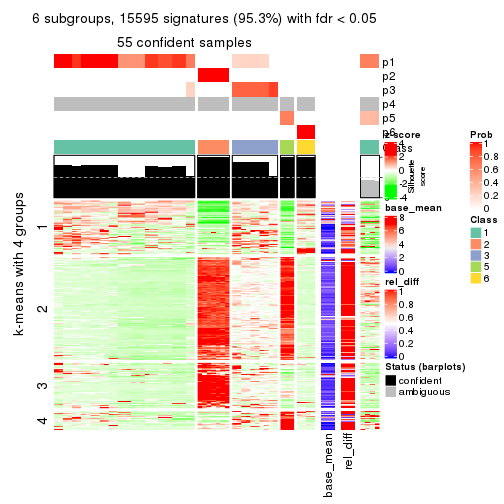 6 subgroups, 15595 signatures (95.3%) with fdr < 0.05
55 confident samples
p1
p2
p3
p4
p5
p6
Class
Silhouette
score
z-score
4
2
0
-2
-4
base_mean
8
6
4
2
0
rel_diff
1
0.8
0.6
0.4
0.2
0
Prob
1
0.8
0.6
0.4
0.2
0
Class
1
2
3
5
6
Status (barplots)
confident
ambiguous
k-means with 4 groups
1
2
3
4
base_mean
rel_diff